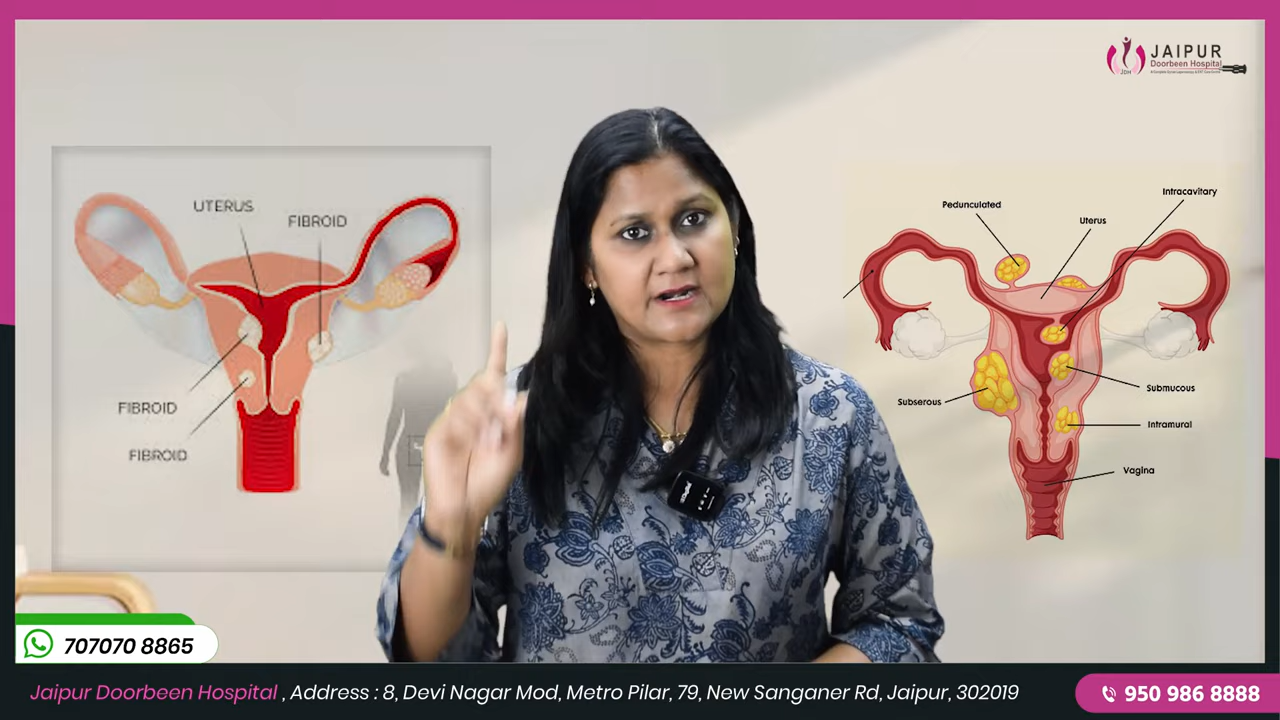 JAIPUR
Doorbeen Hospital
JDH
UTERUS
FIBROID
FIBROID
FIBROID
Pedunculated
Intracavitary
Uterus
Subserous
Submucous
Intramural
Vagina
707070 8865
Jaipur Doorbeen Hospital , Address : 8, Devi Nagar Mod, Metro Pilar, 79, New Sanganer Rd, Jaipur, 302019
950 986 8888